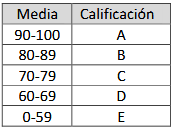 Media Calificación
90-100 A
80-89 B
70-79 C
60-69 D
0-59 E